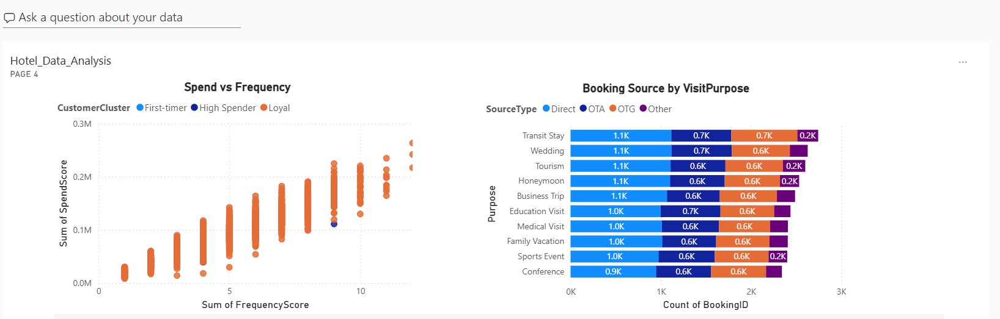 Ask a question about your data
Hotel_Data_Analysis
...
PAGE 4
Spend vs Frequency
CustomerCluster First-timer High Spender Loyal
Sum of SpendScore
0.3M
0.2M
0.1M
0.0M
0 5 10
Sum of FrequencyScore
Booking Source by VisitPurpose
SourceType Direct OTA OTG Other
Purpose
Transit Stay 1.1K 0.7K 0.7K 0.2K
Wedding 1.1K 0.7K 0.6K
Tourism 1.1K 0.6K 0.6K 0.2K
Honeymoon 1.1K 0.6K 0.6K 0.2K
Business Trip 1.1K 0.6K 0.6K
Education Visit 1.0K 0.7K 0.6K
Medical Visit 1.0K 0.6K 0.6K
Family Vacation 1.0K 0.6K 0.6K
Sports Event 1.0K 0.6K 0.6K 0.2K
Conference 0.9K 0.6K 0.6K
0K 1K 2K 3K
Count of BookingID